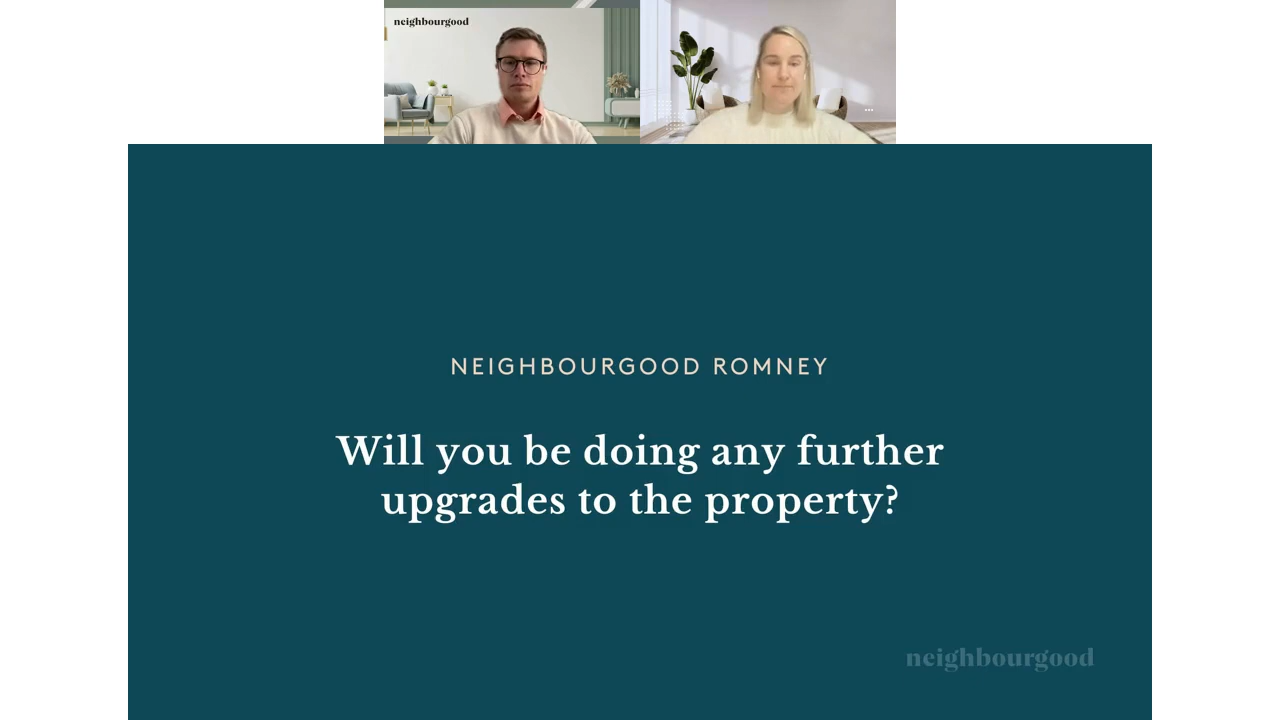 neighbourgood
NEIGHBOURGOOD ROMNEY
Will you be doing any further
upgrades to the property?
neighbourgood